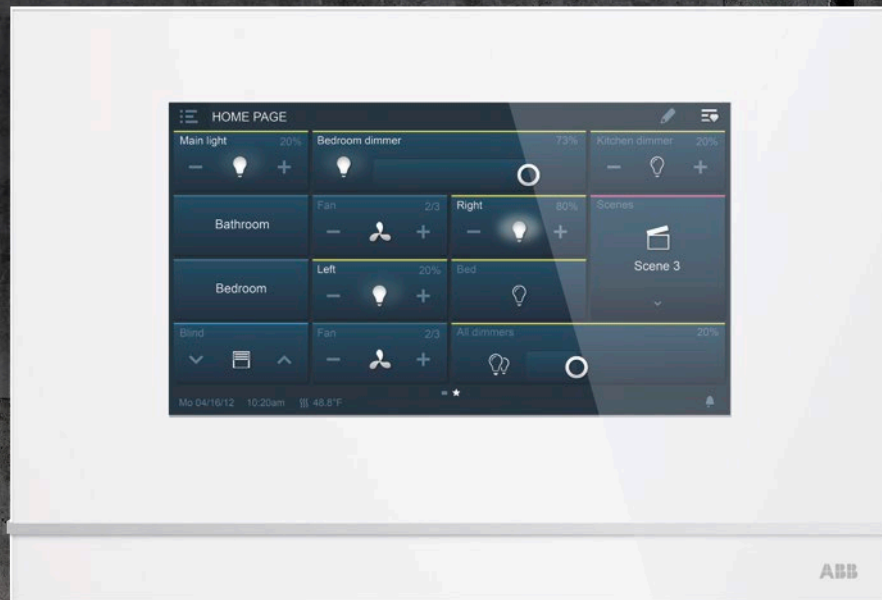 HOME PAGE
Main light 20%
Bedroom dimmer 73%
Kitchen dimmer 20%
Bathroom
Fan 2/3
Right 80%
Scenes
Scene 3
Bedroom
Left 20%
Bed
Blind
Fan 2/3
All dimmers 20%
Mo 04/16/12 10:20am 48.8°F
ABB